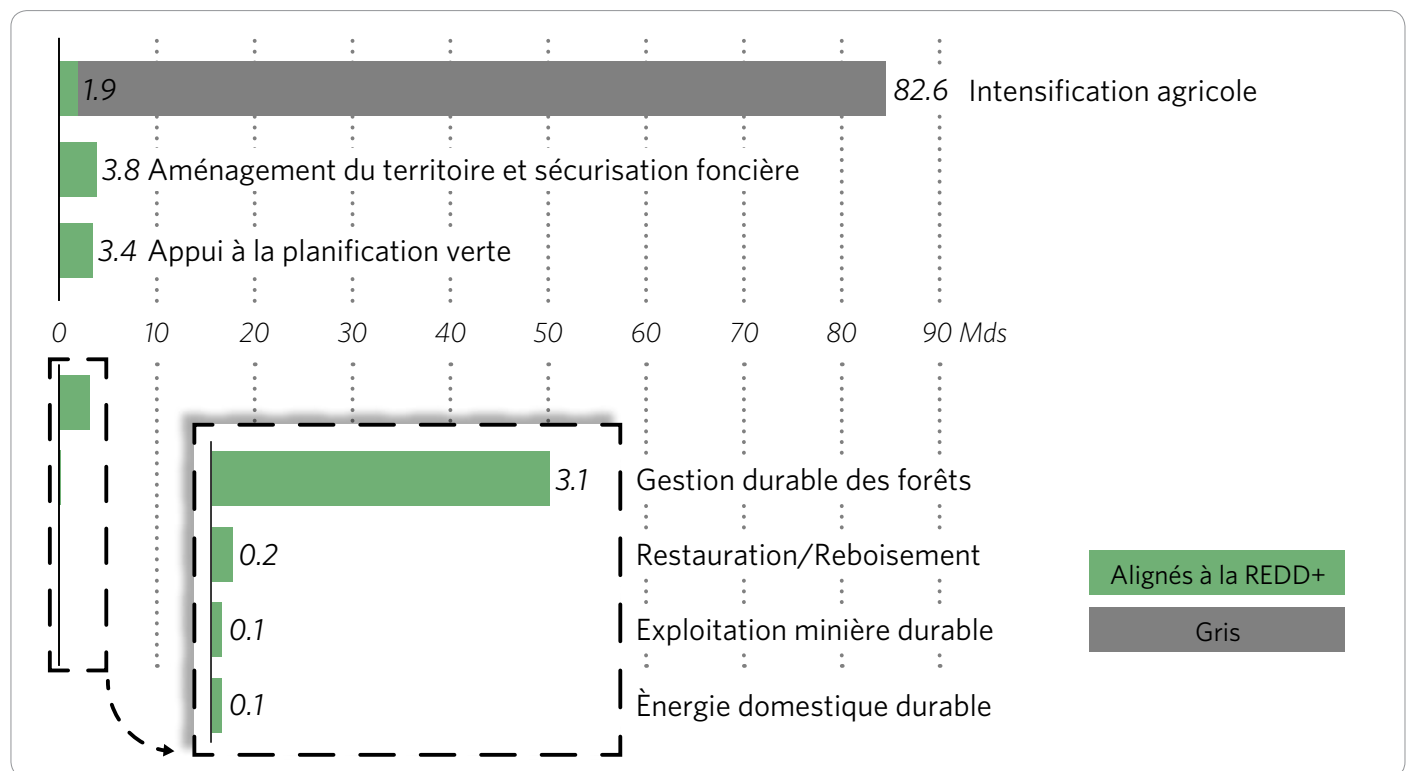 1.9 82.6 Intensification agricole
3.8 Aménagement du territoire et sécurisation foncière
3.4 Appui à la planification verte
0 10 20 30 40 50 60 70 80 90 Mds
3.1 Gestion durable des forêts
0.2 Restauration/Reboisement
0.1 Exploitation minière durable
0.1 Ènergie domestique durable
Alignés à la REDD+
Gris